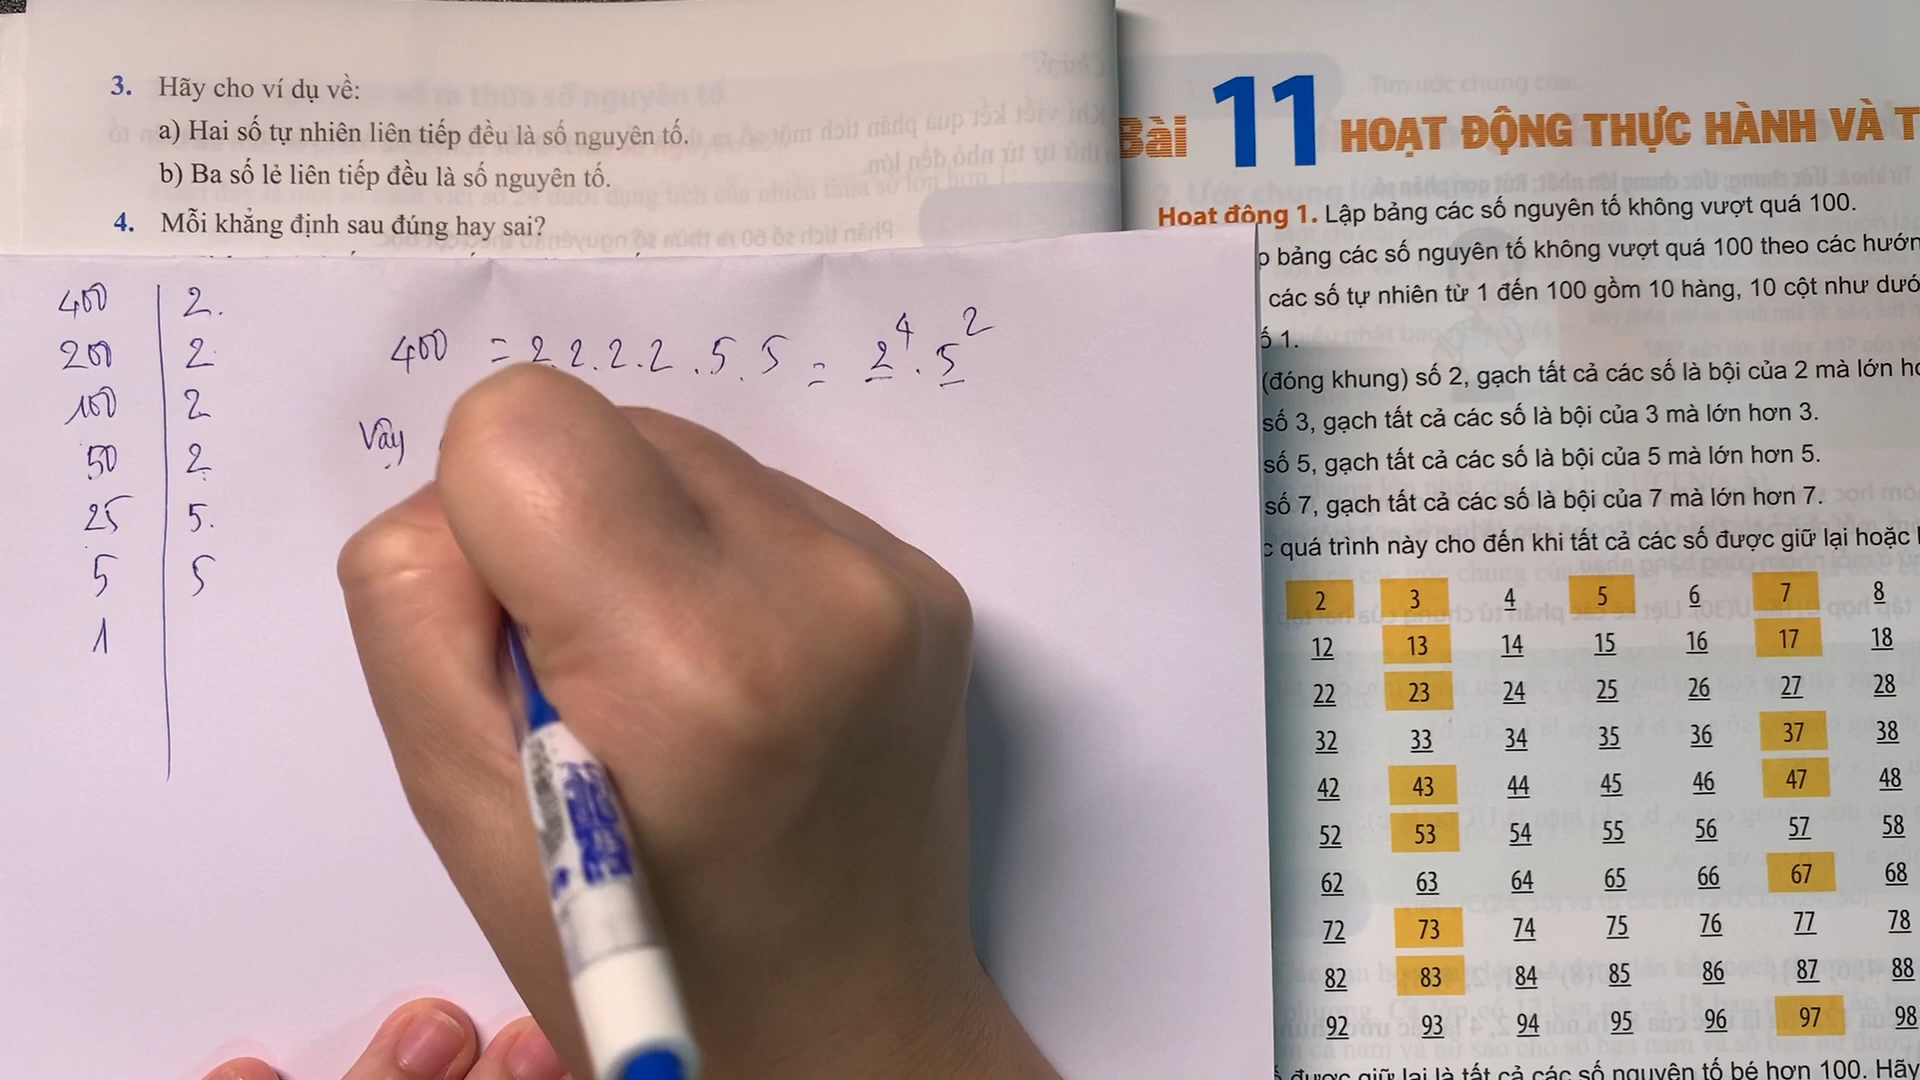 3. Hãy cho ví dụ về:
a) Hai số tự nhiên liên tiếp đều là số nguyên tố.
b) Ba số lẻ liên tiếp đều là số nguyên tố.
4. Mỗi khẳng định sau đúng hay sai?
400 2.
200 2
100 2
50 2
25 5.
5 5
1
400 = 2.2.2.2.5.5 = 2^4 . 5^2
Vậy
Bài 11 HOẠT ĐỘNG THỰC HÀNH VÀ T
Hoạt động 1. Lập bảng các số nguyên tố không vượt quá 100.
p bảng các số nguyên tố không vượt quá 100 theo các hướn
các số tự nhiên từ 1 đến 100 gồm 10 hàng, 10 cột như dướ
ố 1.
(đóng khung) số 2, gạch tất cả các số là bội của 2 mà lớn hơ
số 3, gạch tất cả các số là bội của 3 mà lớn hơn 3.
số 5, gạch tất cả các số là bội của 5 mà lớn hơn 5.
số 7, gạch tất cả các số là bội của 7 mà lớn hơn 7.
c quá trình này cho đến khi tất cả các số được giữ lại hoặc
2 3 4 5 6 7 8
12 13 14 15 16 17 18
22 23 24 25 26 27 28
32 33 34 35 36 37 38
42 43 44 45 46 47 48
52 53 54 55 56 57 58
62 63 64 65 66 67 68
72 73 74 75 76 77 78
82 83 84 85 86 87 88
92 93 94 95 96 97 98
được giữ lại là tất cả các số nguyên tố bé hơn 100. Hãy